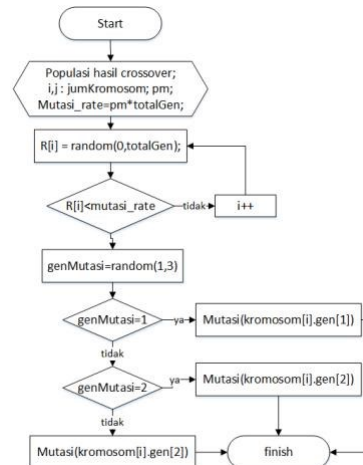 Start
Populasi hasil crossover;
i,j : jumKromosom; pm;
Mutasi_rate=pm*totalGen;
R[i] = random(0,totalGen);
R[i]<mutasi_rate
tidak
i++
genMutasi=random(1,3)
genMutasi=1
ya
Mutasi(kromosom[i].gen[1])
tidak
genMutasi=2
ya
Mutasi(kromosom[i].gen[2])
tidak
Mutasi(kromosom[i].gen[2])
finish